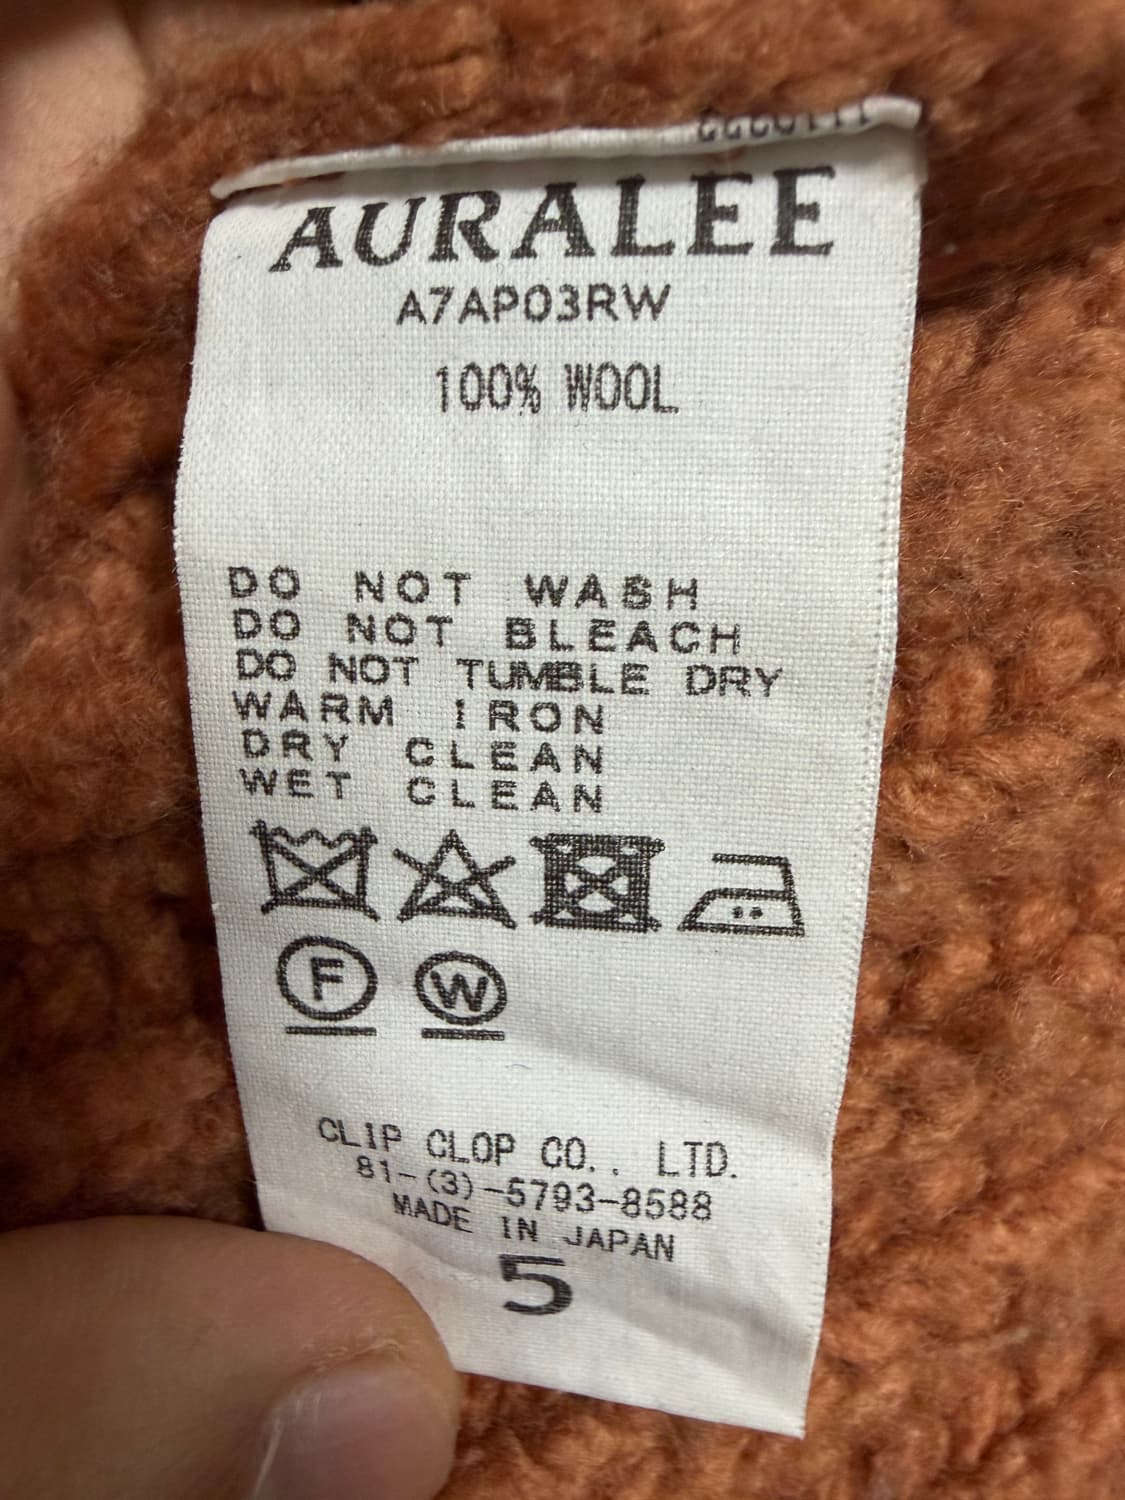 AURALEE
A7AP03RW
100% WOOL
DO NOT WASH
DO NOT BLEACH
DO NOT TUMBLE DRY
WARM IRON
DRY CLEAN
WET CLEAN
F W
CLIP CLOP CO., LTD.
81-(3)-5793-8588
MADE IN JAPAN
5